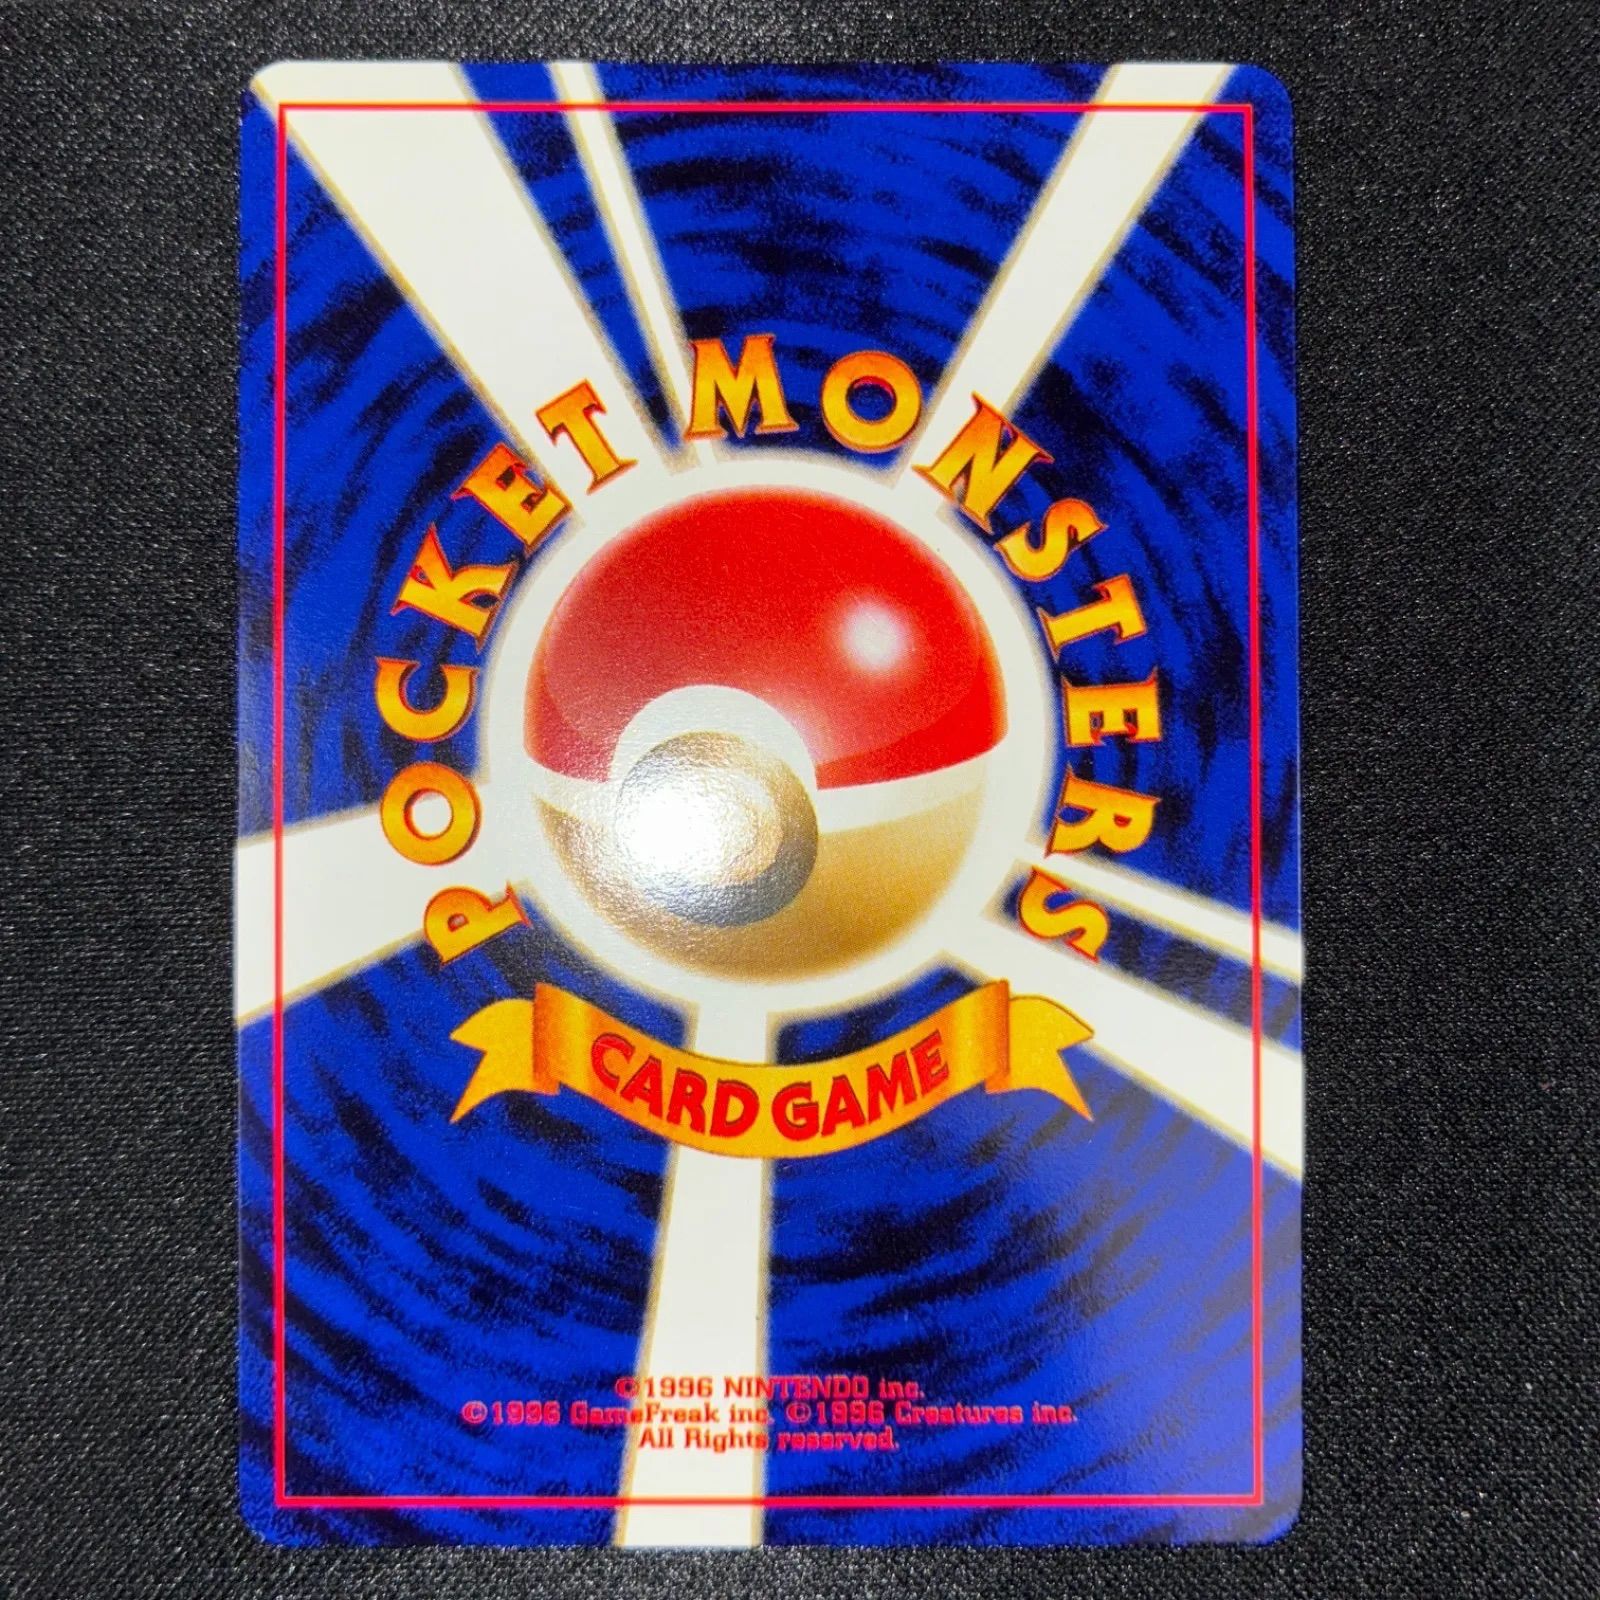 POCKET MONSTERS
CARD GAME
©1996 NINTENDO inc.
©1996 GameFreak inc. ©1996 Creatures inc.
All Rights reserved.